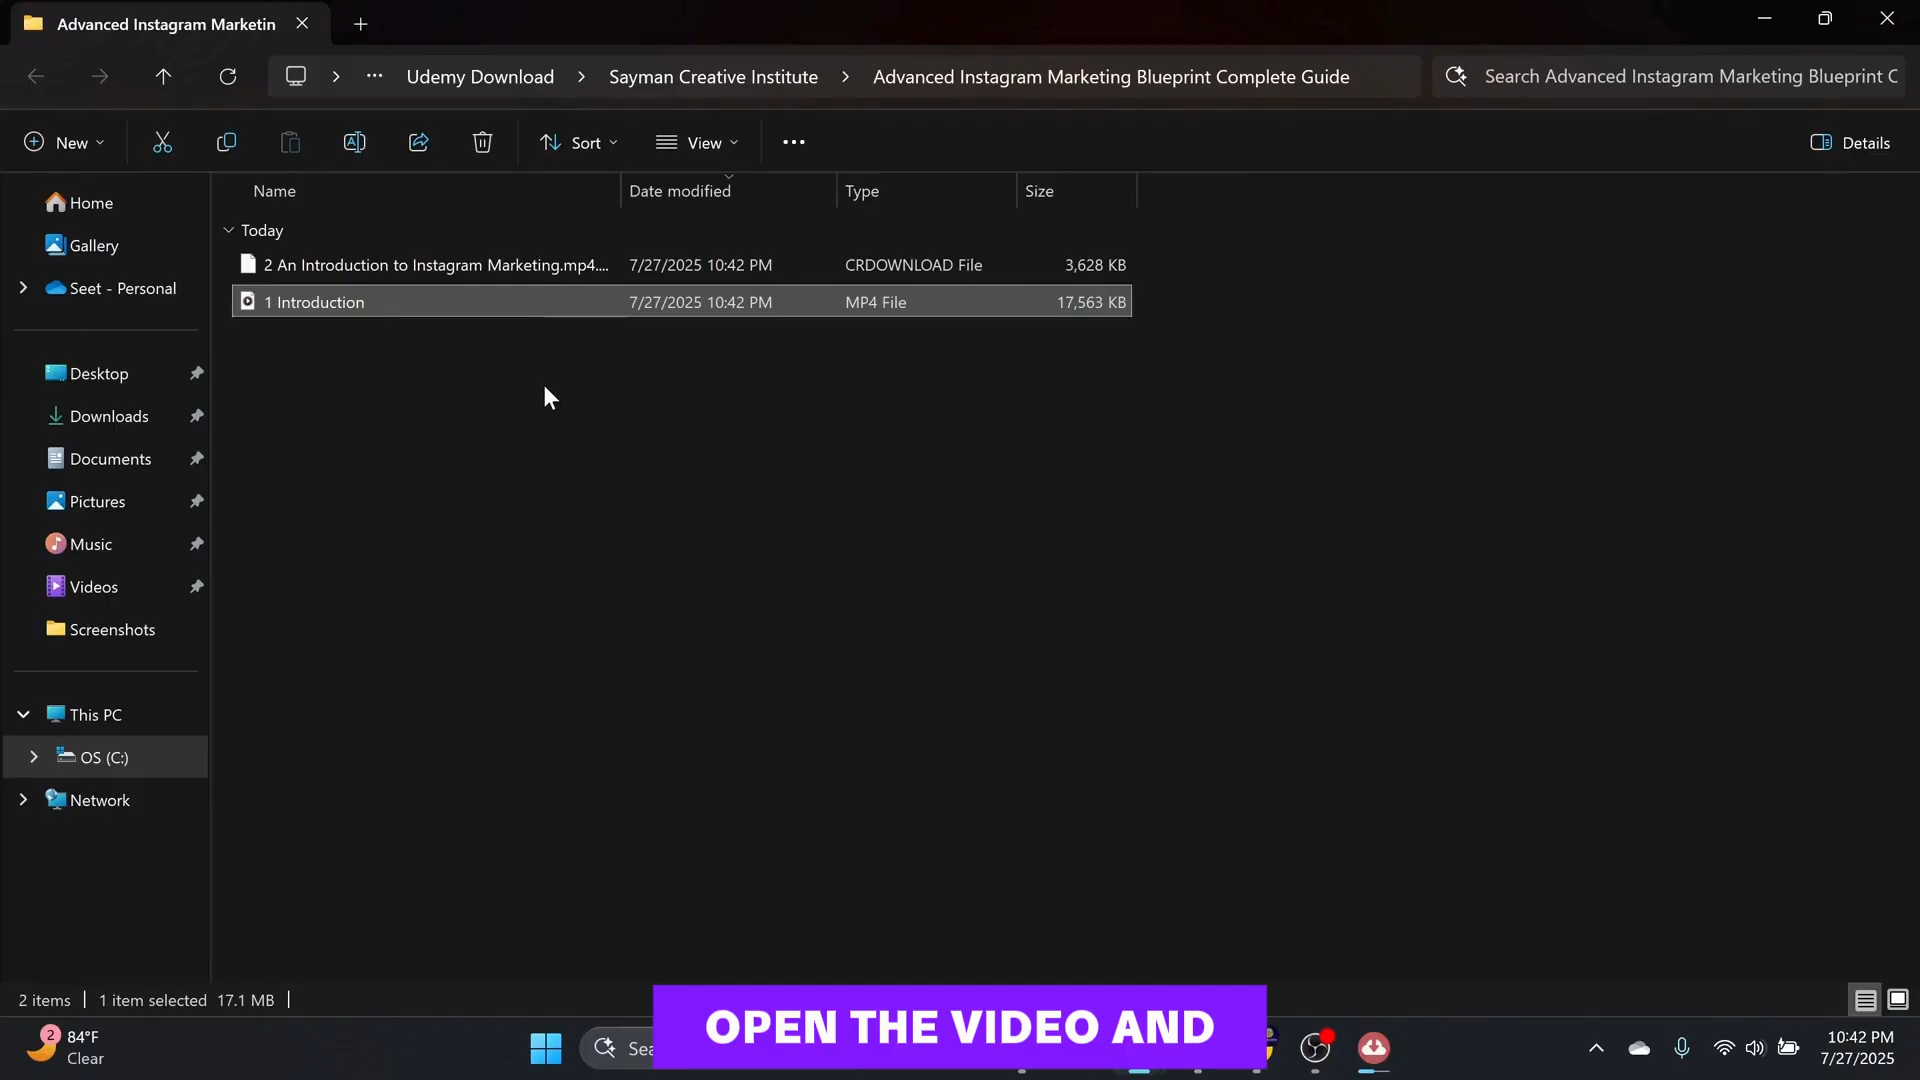 Advanced Instagram Marketin
Udemy Download
Sayman Creative Institute
Advanced Instagram Marketing Blueprint Complete Guide
Search Advanced Instagram Marketing Blueprint C
New
Sort
View
Details
Name
Date modified
Type
Size
Home
Gallery
Seet - Personal
Desktop
Downloads
Documents
Pictures
Music
Videos
Screenshots
This PC
OS (C:)
Network
Today
2 An Introduction to Instagram Marketing.mp4.... 7/27/2025 10:42 PM CRDOWNLOAD File 3,628 KB
1 Introduction 7/27/2025 10:42 PM MP4 File 17,563 KB
2 items
1 item selected 17.1 MB
OPEN THE VIDEO AND
2
84°F
Clear
10:42 PM
7/27/2025